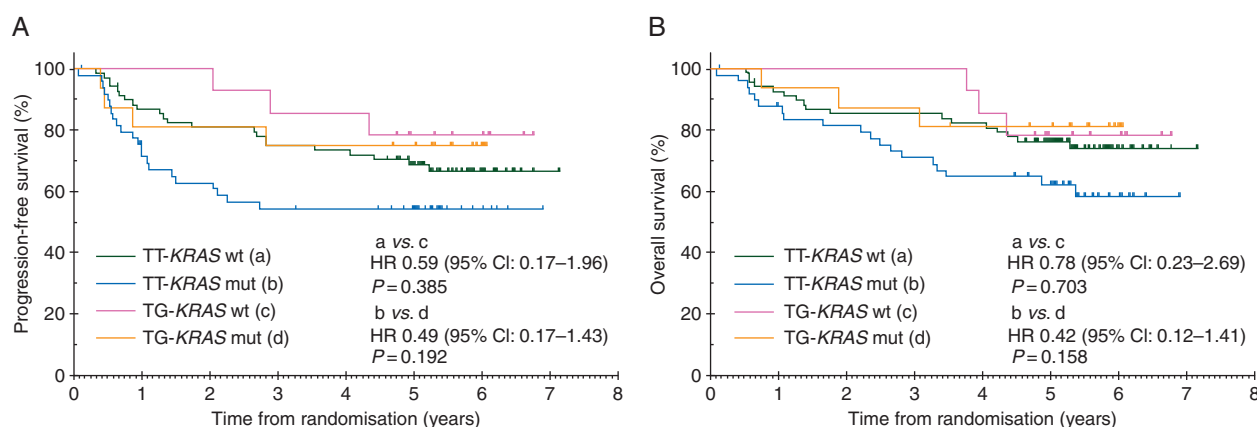 A
Progression-free survival (%)
100
80
60
40
20
0
TT-KRAS wt (a)
TT-KRAS mut (b)
TG-KRAS wt (c)
TG-KRAS mut (d)
a vs. c
HR 0.59 (95% CI: 0.17–1.96)
P = 0.385
b vs. d
HR 0.49 (95% CI: 0.17–1.43)
P = 0.192
0 1 2 3 4 5 6 7 8
Time from randomisation (years)
B
Overall survival (%)
100
80
60
40
20
0
TT-KRAS wt (a)
TT-KRAS mut (b)
TG-KRAS wt (c)
TG-KRAS mut (d)
a vs. c
HR 0.78 (95% CI: 0.23–2.69)
P = 0.703
b vs. d
HR 0.42 (95% CI: 0.12–1.41)
P = 0.158
0 1 2 3 4 5 6 7 8
Time from randomisation (years)